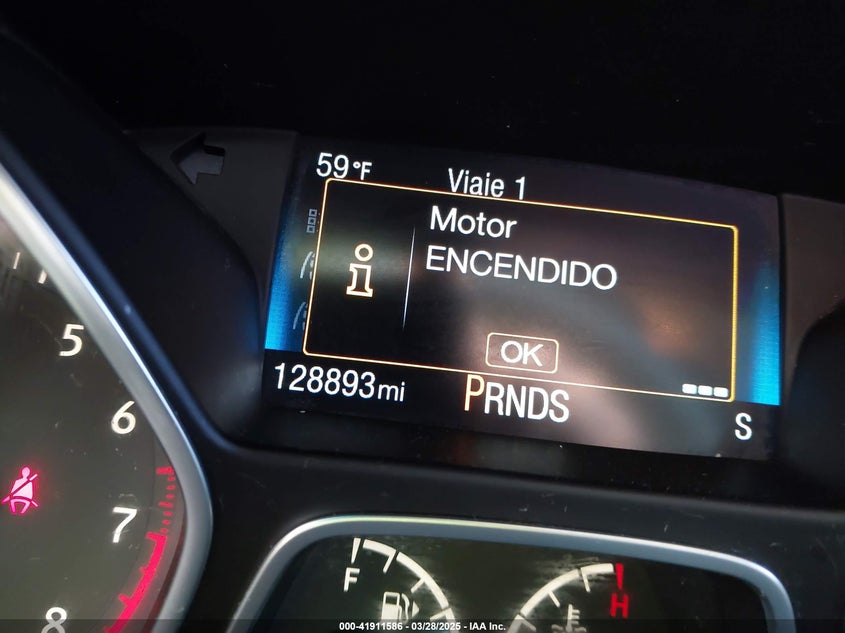 59°F
Viaje 1
Motor
ENCENDIDO
OK
128893mi
PRNDS
S
5
6
7
8
F
H
000-41911586 - 03/28/2025 - IAA Inc.